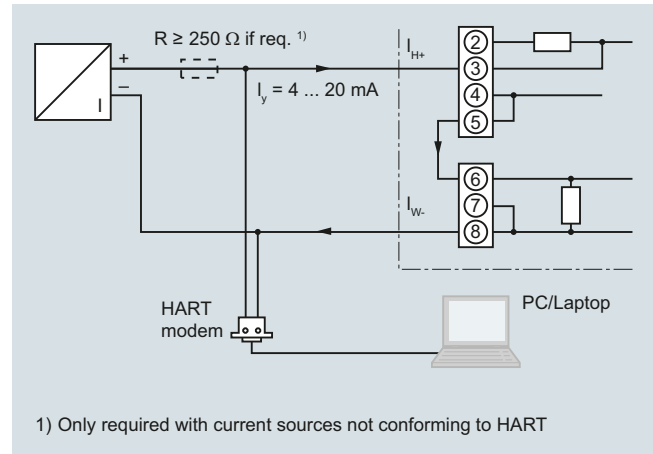 R ≥ 250 Ω if req. 1)
+
–
I
I_H+
I_y = 4 ... 20 mA
2
3
4
5
6
7
8
I_W-
HART
modem
PC/Laptop
1) Only required with current sources not conforming to HART